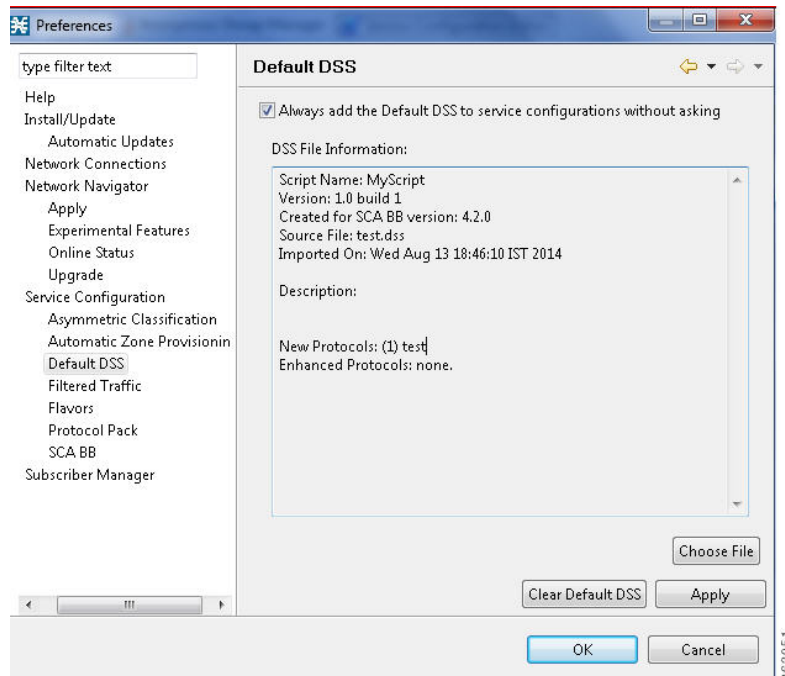 Preferences
type filter text
Help
Install/Update
Automatic Updates
Network Connections
Network Navigator
Apply
Experimental Features
Online Status
Upgrade
Service Configuration
Asymmetric Classification
Automatic Zone Provisionin
Default DSS
Filtered Traffic
Flavors
Protocol Pack
SCA BB
Subscriber Manager
Default DSS
Always add the Default DSS to service configurations without asking
DSS File Information:
Script Name: MyScript
Version: 1.0 build 1
Created for SCA BB version: 4.2.0
Source File: test.dss
Imported On: Wed Aug 13 18:46:10 IST 2014
Description:
New Protocols: (1) test
Enhanced Protocols: none.
Choose File
Clear Default DSS
Apply
OK
Cancel